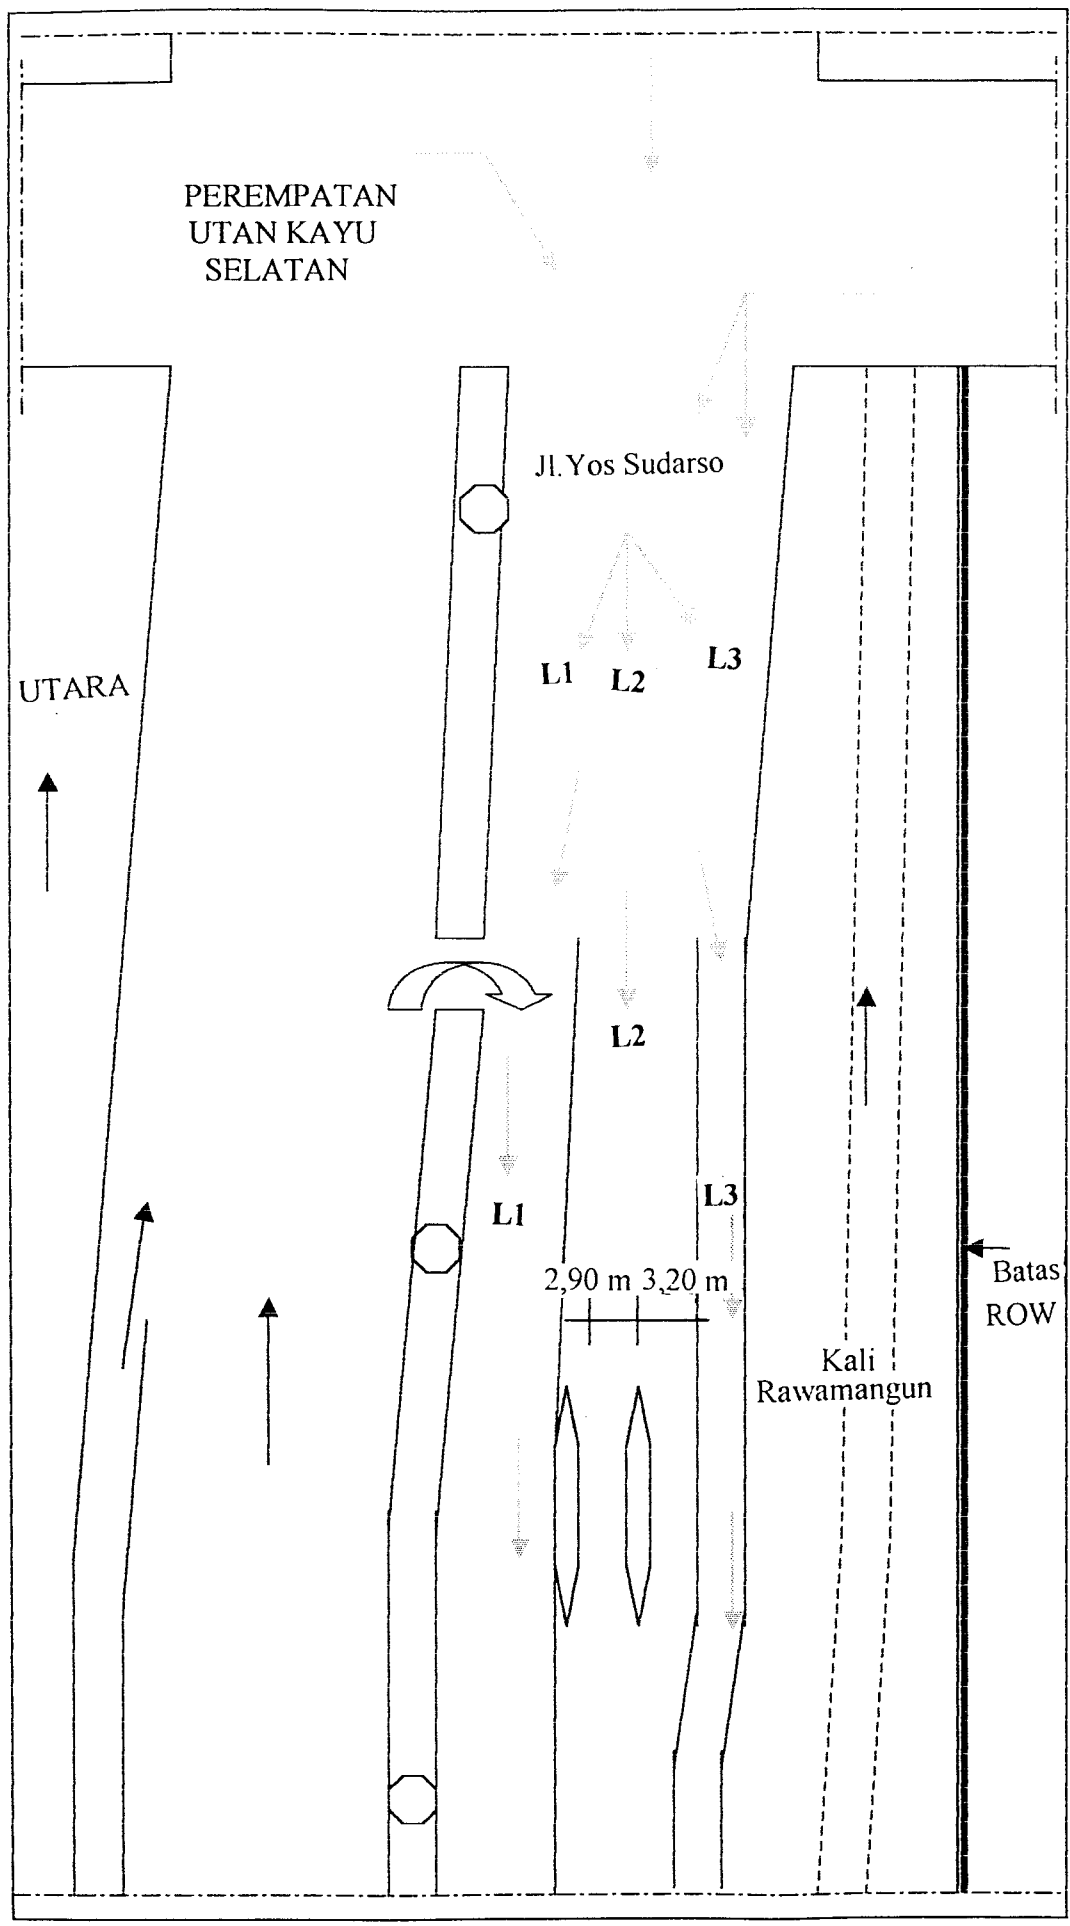 PEREMPATAN
UTAN KAYU
SELATAN
Jl.Yos Sudarso
L1 L2 L3
UTARA
L2
L1
L3
2,90 m 3,20 m
Batas
ROW
Kali
Rawamangun